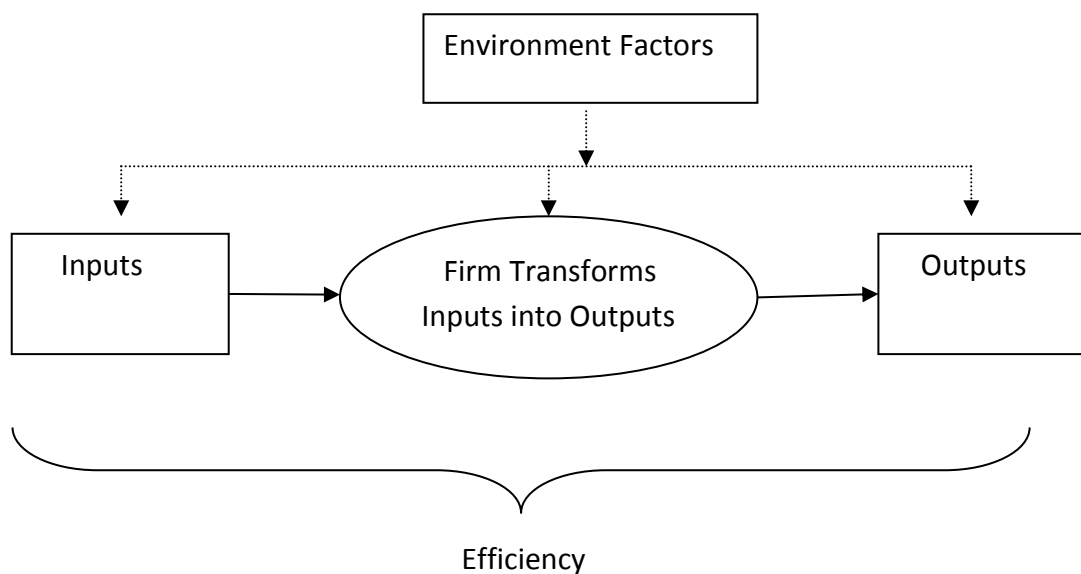 Environment Factors
Inputs
Firm Transforms
Inputs into Outputs
Outputs
Efficiency